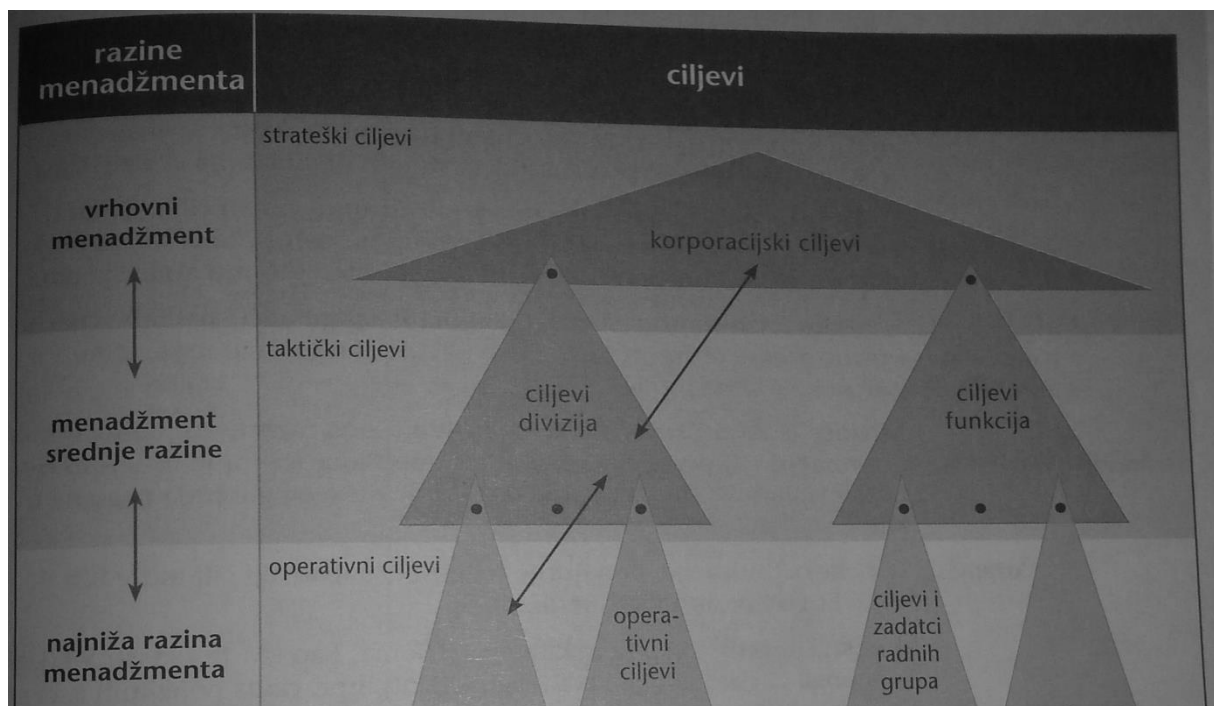 razine
menadžmenta
ciljevi
strateški ciljevi
vrhovni
menadžment
korporacijski ciljevi
taktički ciljevi
menadžment
srednje razine
ciljevi
divizija
ciljevi
funkcija
operativni ciljevi
najniža razina
menadžmenta
opera-
tivni
ciljevi
ciljevi i
zadatci
radnih
grupa